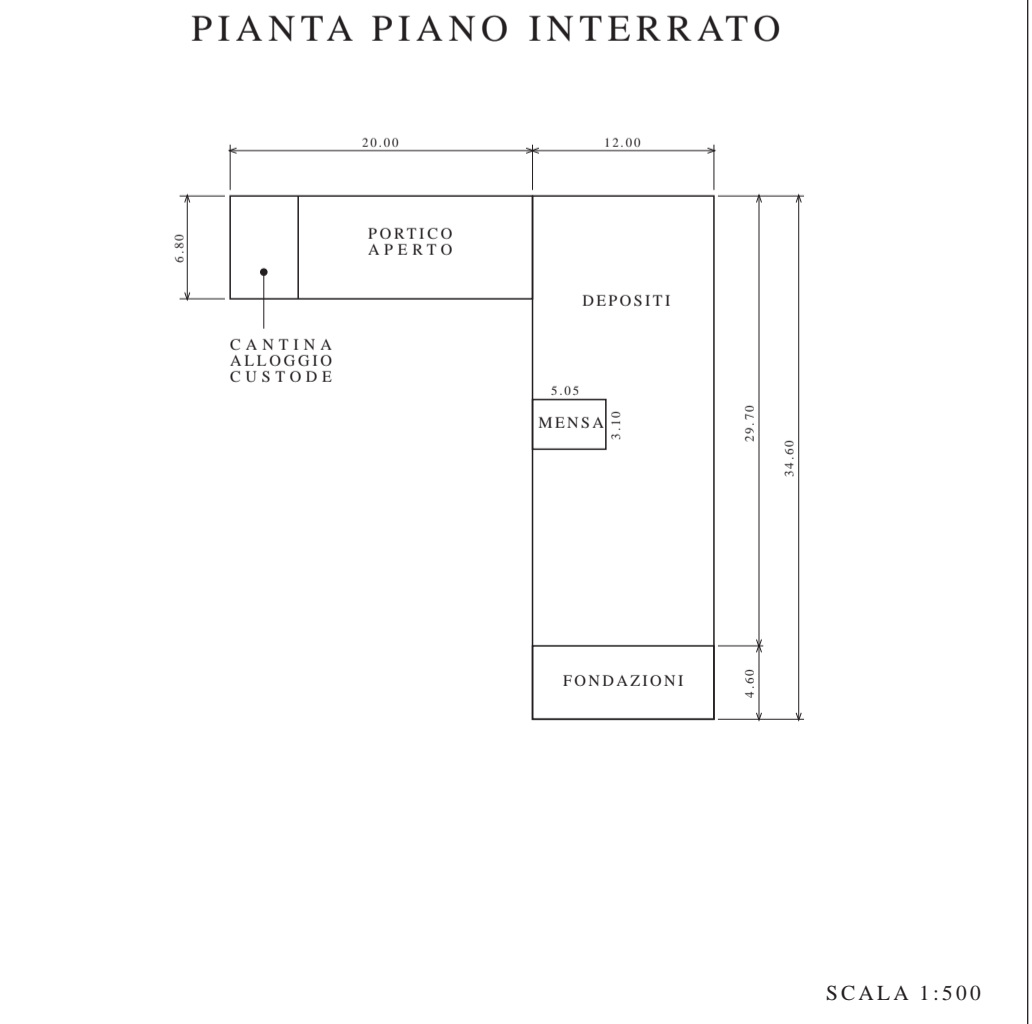 PIANTA PIANO INTERRATO
20.00
12.00
6.80
PORTICO
APERTO
DEPOSITI
CANTINA
ALLOGGIO
CUSTODE
5.05
MENSA
3.10
29.70
34.60
FONDAZIONI
4.60
SCALA 1:500